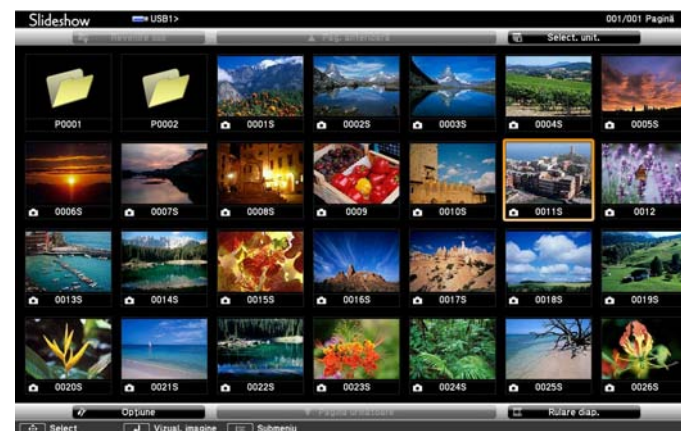 Slideshow USB1> 001/001 Pagină
Revenire sus ▲ Pag. anterioară Select. unit.
P0001 P0002 0001S 0002S 0003S 0004S 0005S
0006S 0007S 0008S 0009 0010S 0011S 0012
0013S 0014S 0015S 0016S 0017S 0018S 0019S
0020S 0021S 0022S 0023S 0024S 0025S 0026S
Opțiune ▼ Pagina următoare Rulare diap.
Select Vizual. imagine Submeniu